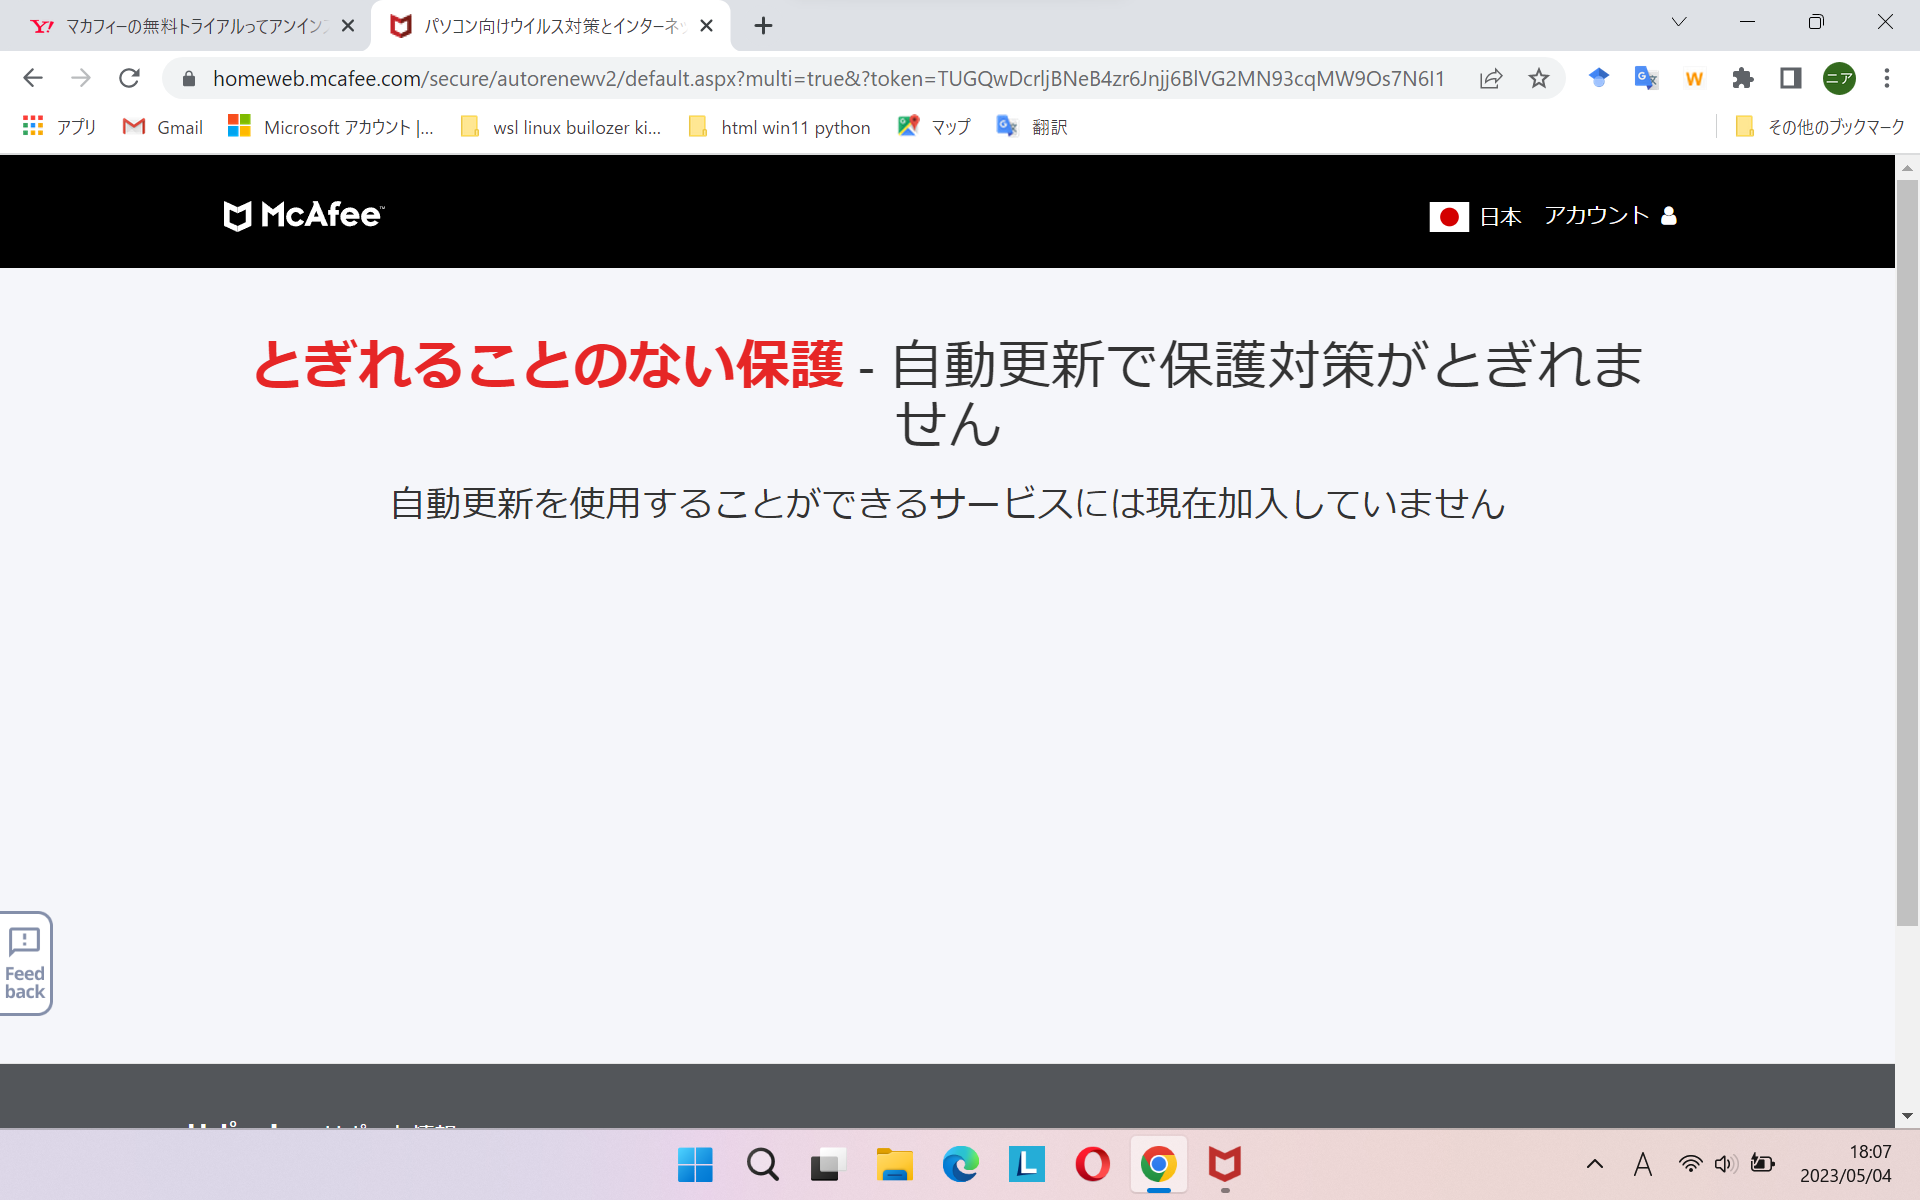 マカフィーの無料トライアルってアンイン
パソコン向けウイルス対策とインターネッ
homeweb.mcafee.com/secure/autorenewv2/default.aspx?multi=true&?token=TUGQwDcrljBNeB4zr6Jnjj6BlVG2MN93cqMW9Os7N6I1
ニア
アプリ Gmail Microsoft アカウント |... wsl linux builozer ki... html win11 python マップ 翻訳 その他のブックマーク
McAfee™ 日本 アカウント
とぎれることのない保護 - 自動更新で保護対策がとぎれま
せん
自動更新を使用することができるサービスには現在加入していません
Feed
back
18:07
2023/05/04